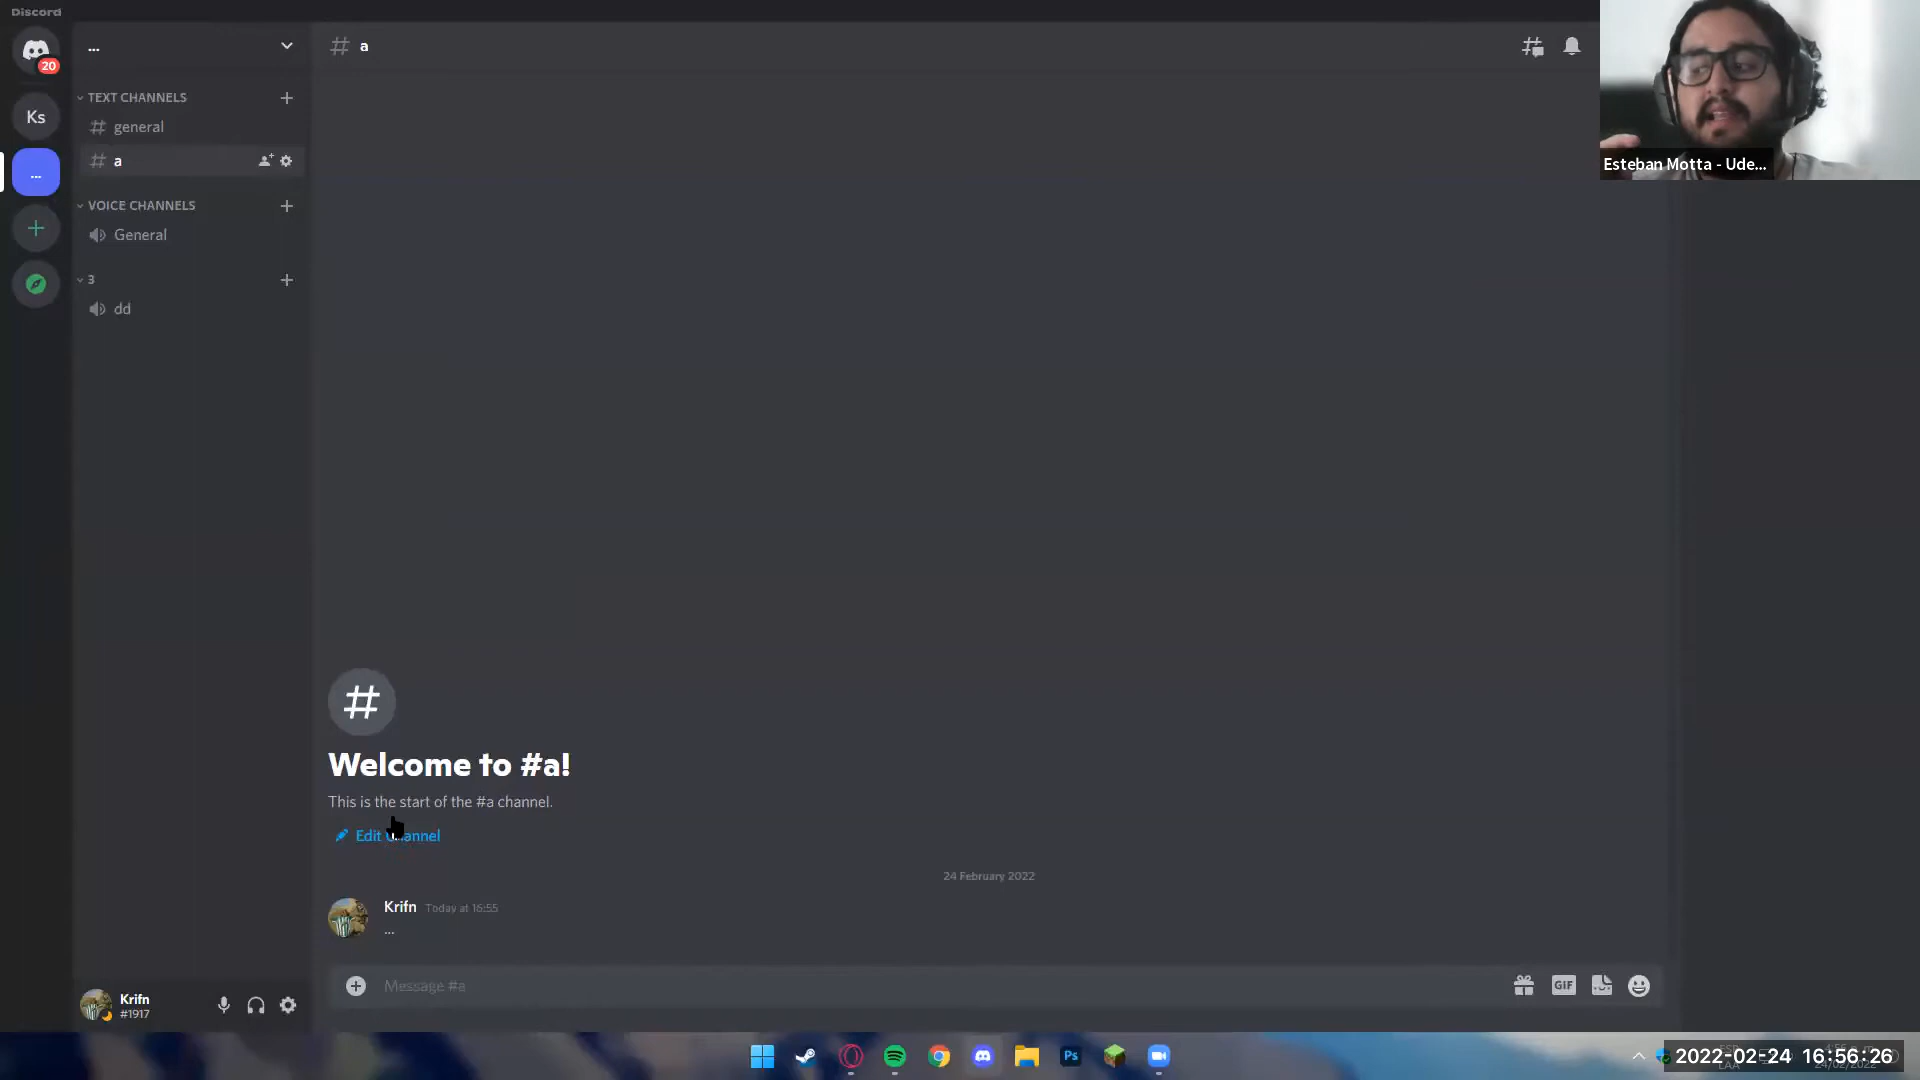 Discord
20
...
Ks
...
TEXT CHANNELS
general
a
VOICE CHANNELS
General
3
dd
a
Esteban Motta - Ude...
Welcome to #a!
This is the start of the #a channel.
Edit Channel
24 February 2022
Krifn Today at 16:55
...
Message #a
GIF
Krifn
#1917
Ps
2022-02-24 16:56:26